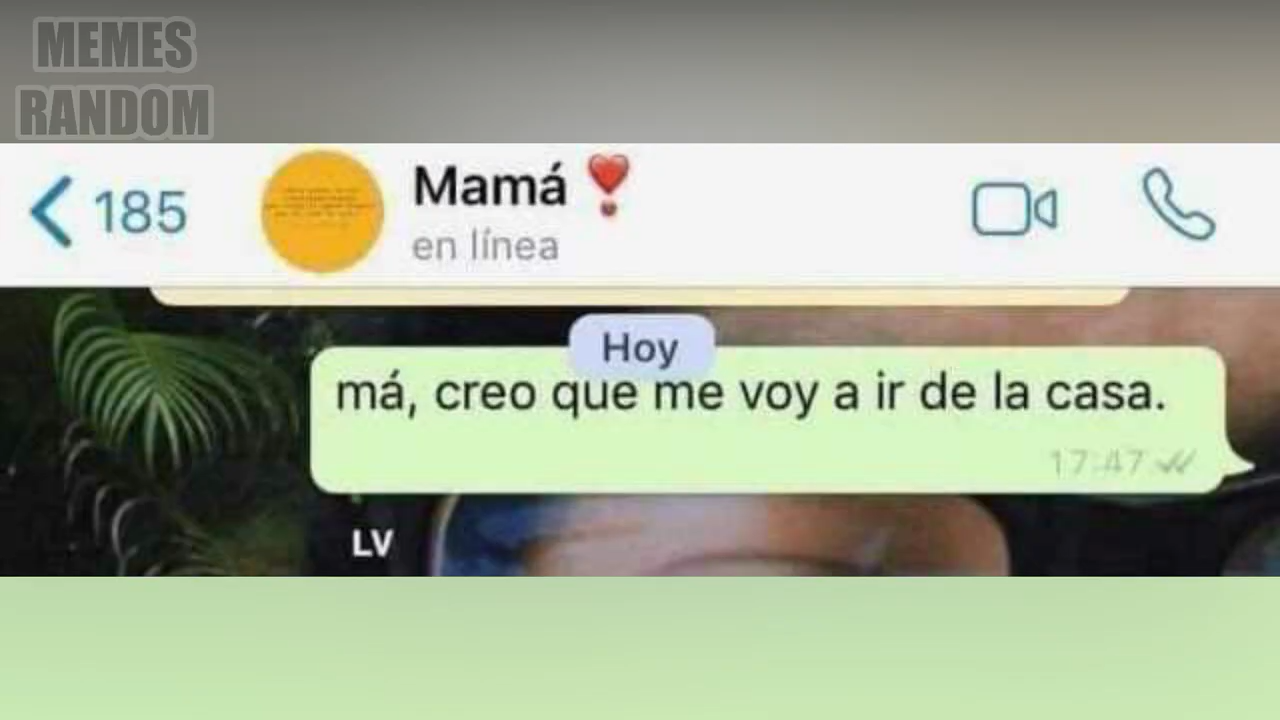 MEMES
RANDOM
185
Mamá ❣️
en línea
Hoy
má, creo que me voy a ir de la casa.
17:47
LV